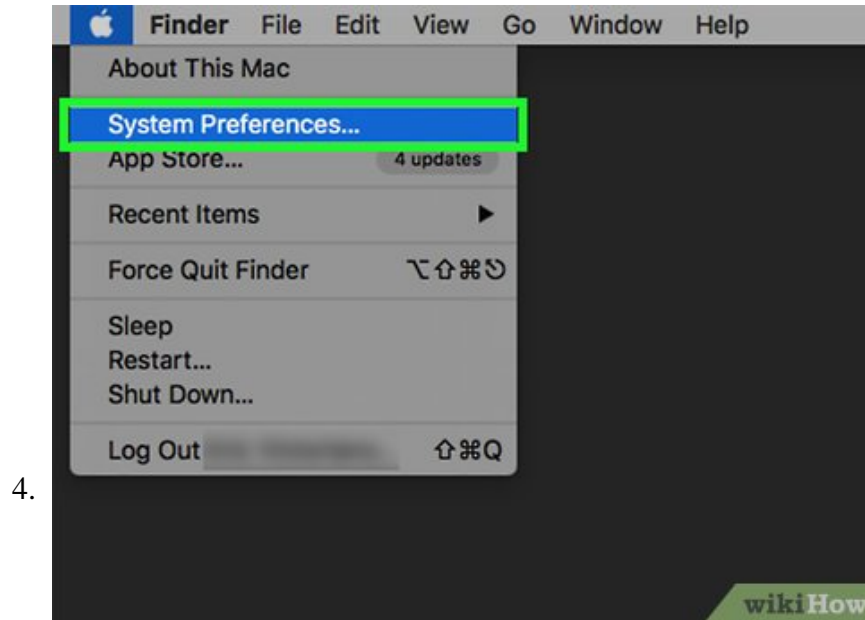 Finder File Edit View Go Window Help
About This Mac
System Preferences...
App Store... 4 updates
Recent Items ▶
Force Quit Finder ⌥⇧⌘⎋
Sleep
Restart...
Shut Down...
Log Out ⇧⌘Q
4.
wikiHow